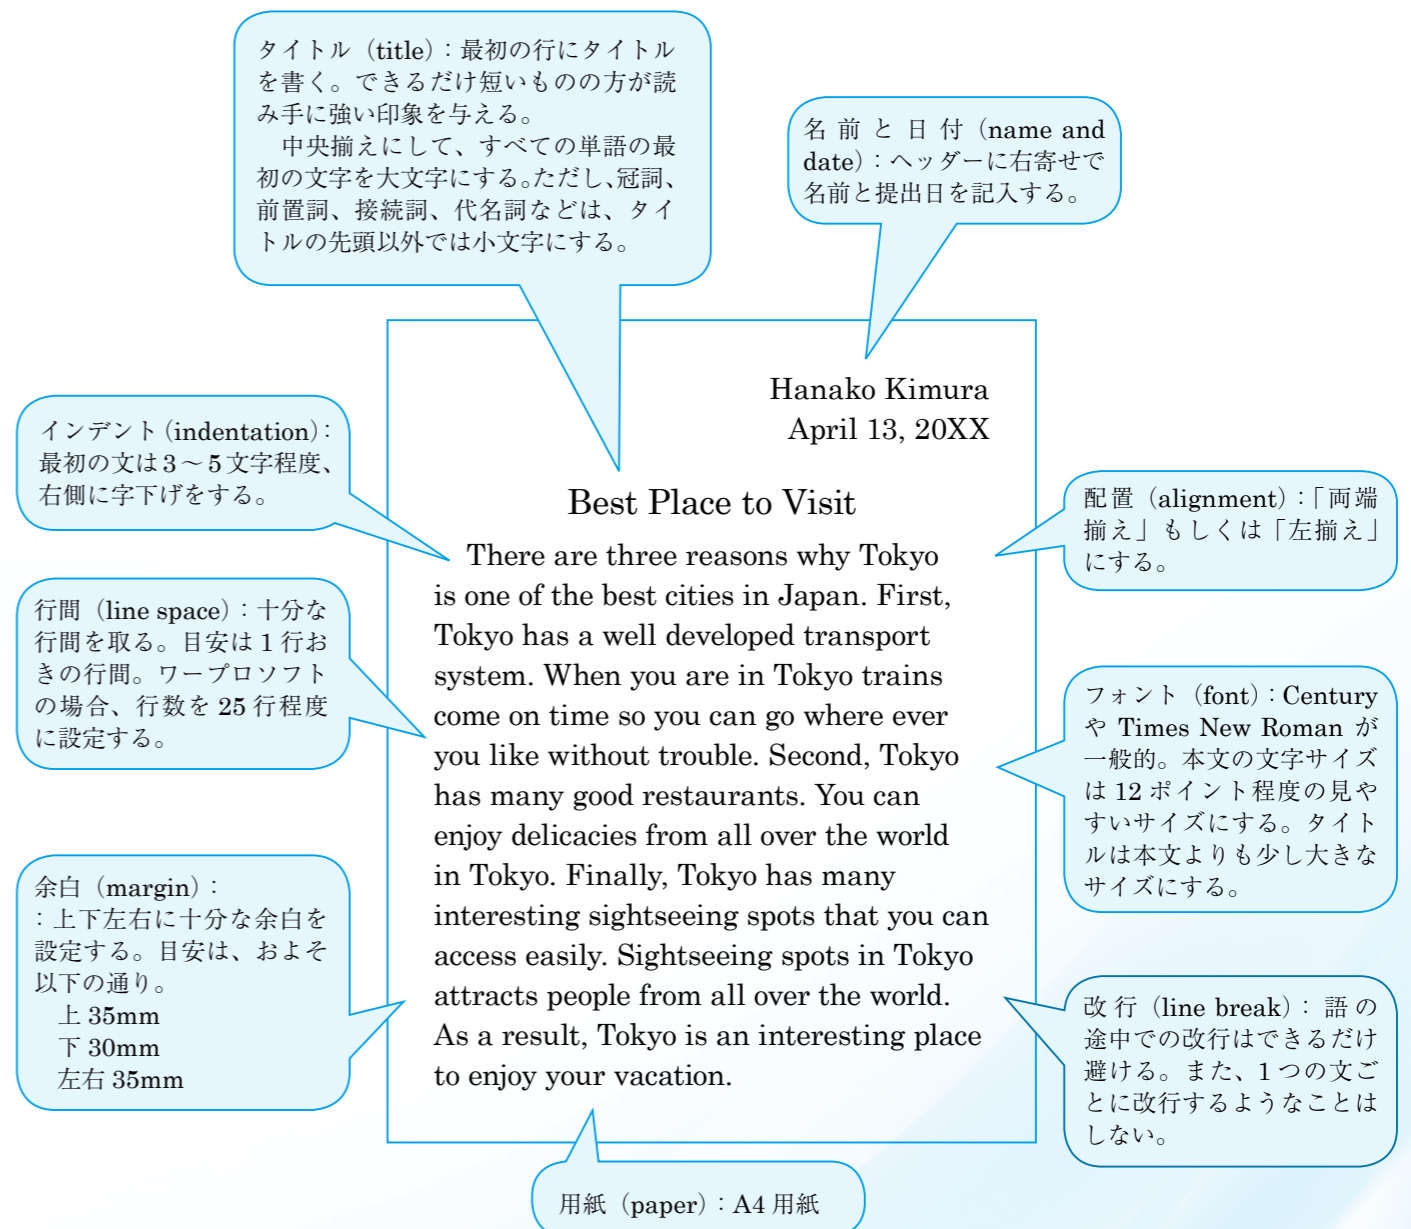 タイトル（title）：最初の行にタイトル
を書く。できるだけ短いものの方が読
み手に強い印象を与える。
　中央揃えにして、すべての単語の最
初の文字を大文字にする。ただし、冠詞、
前置詞、接続詞、代名詞などは、タイ
トルの先頭以外では小文字にする。
名前と日付（name and
date）：ヘッダーに右寄せで
名前と提出日を記入する。
Hanako Kimura
April 13, 20XX
インデント（indentation）：
最初の文は3～5文字程度、
右側に字下げをする。
行間（line space）：十分な
行間を取る。目安は1行お
きの行間。ワープロソフト
の場合、行数を25行程度
に設定する。
余白（margin）：
：上下左右に十分な余白を
設定する。目安は、およそ
以下の通り。
上 35mm
下 30mm
左右 35mm
Best Place to Visit
There are three reasons why Tokyo
is one of the best cities in Japan. First,
Tokyo has a well developed transport
system. When you are in Tokyo trains
come on time so you can go where ever
you like without trouble. Second, Tokyo
has many good restaurants. You can
enjoy delicacies from all over the world
in Tokyo. Finally, Tokyo has many
interesting sightseeing spots that you can
access easily. Sightseeing spots in Tokyo
attracts people from all over the world.
As a result, Tokyo is an interesting place
to enjoy your vacation.
配置（alignment）：「両端
揃え」もしくは「左揃え」
にする。
フォント（font）：Century
や Times New Roman が
一般的。本文の文字サイズ
は12ポイント程度の見や
すいサイズにする。タイト
ルは本文よりも少し大きな
サイズにする。
改行（line break）：語の
途中での改行はできるだけ
避ける。また、1つの文ご
とに改行するようなことは
しない。
用紙（paper）：A4 用紙